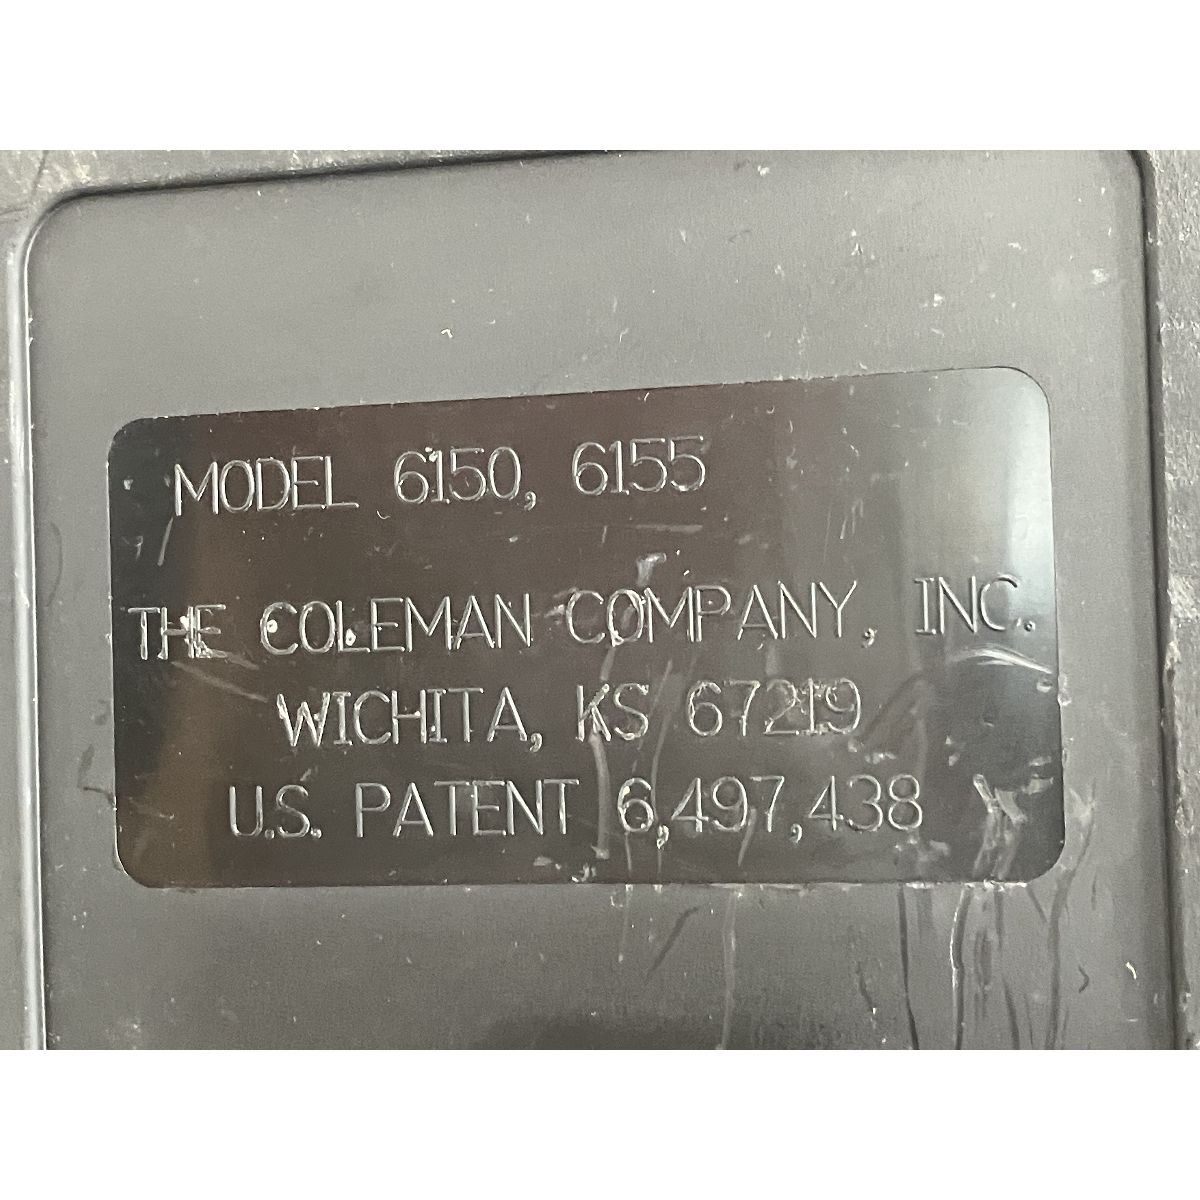 MODEL 6150, 6155
THE COLEMAN COMPANY, INC.
WICHITA, KS 67219
U.S. PATENT 6,497,438